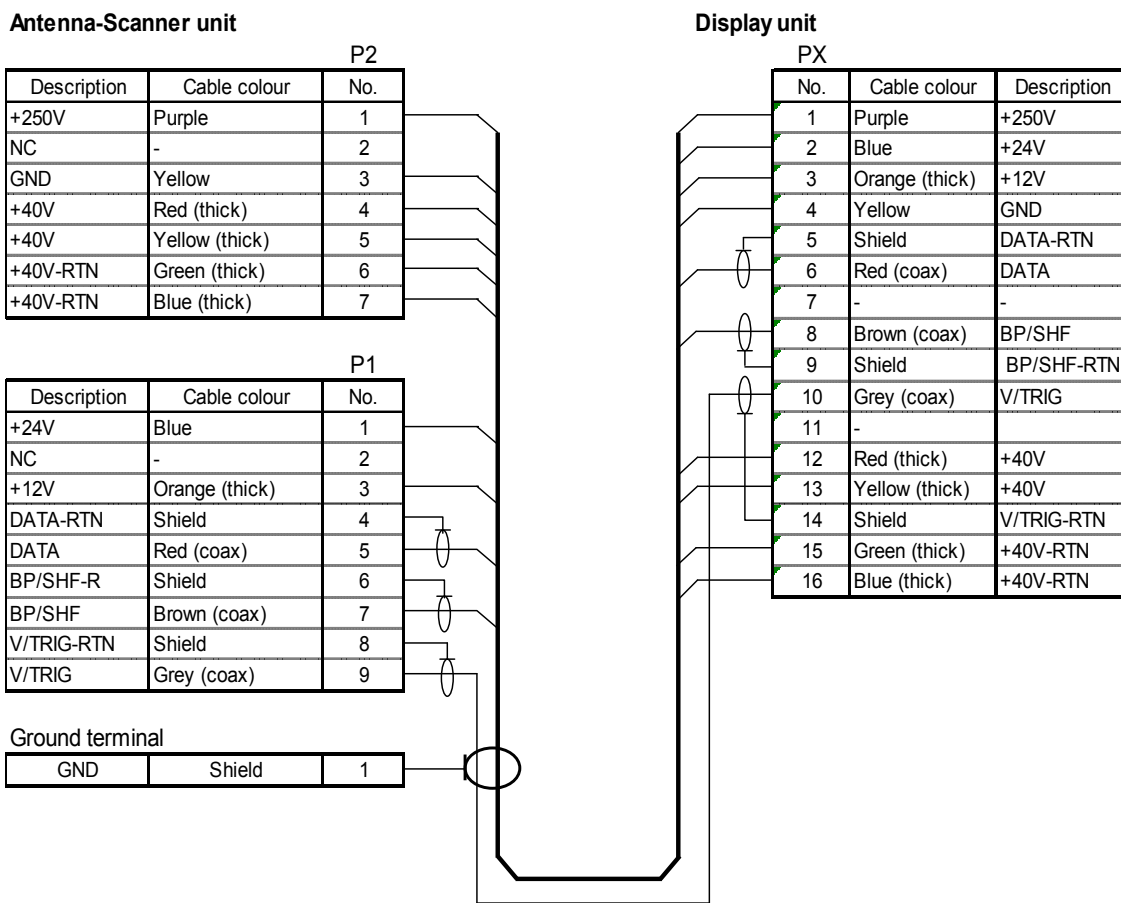 Antenna-Scanner unit
P2
Description Cable colour No.
+250V Purple 1
NC - 2
GND Yellow 3
+40V Red (thick) 4
+40V Yellow (thick) 5
+40V-RTN Green (thick) 6
+40V-RTN Blue (thick) 7
P1
Description Cable colour No.
+24V Blue 1
NC - 2
+12V Orange (thick) 3
DATA-RTN Shield 4
DATA Red (coax) 5
BP/SHF-R Shield 6
BP/SHF Brown (coax) 7
V/TRIG-RTN Shield 8
V/TRIG Grey (coax) 9
Ground terminal
GND Shield 1
Display unit
PX
No. Cable colour Description
1 Purple +250V
2 Blue +24V
3 Orange (thick) +12V
4 Yellow GND
5 Shield DATA-RTN
6 Red (coax) DATA
7 - -
8 Brown (coax) BP/SHF
9 Shield BP/SHF-RTN
10 Grey (coax) V/TRIG
11 -
12 Red (thick) +40V
13 Yellow (thick) +40V
14 Shield V/TRIG-RTN
15 Green (thick) +40V-RTN
16 Blue (thick) +40V-RTN